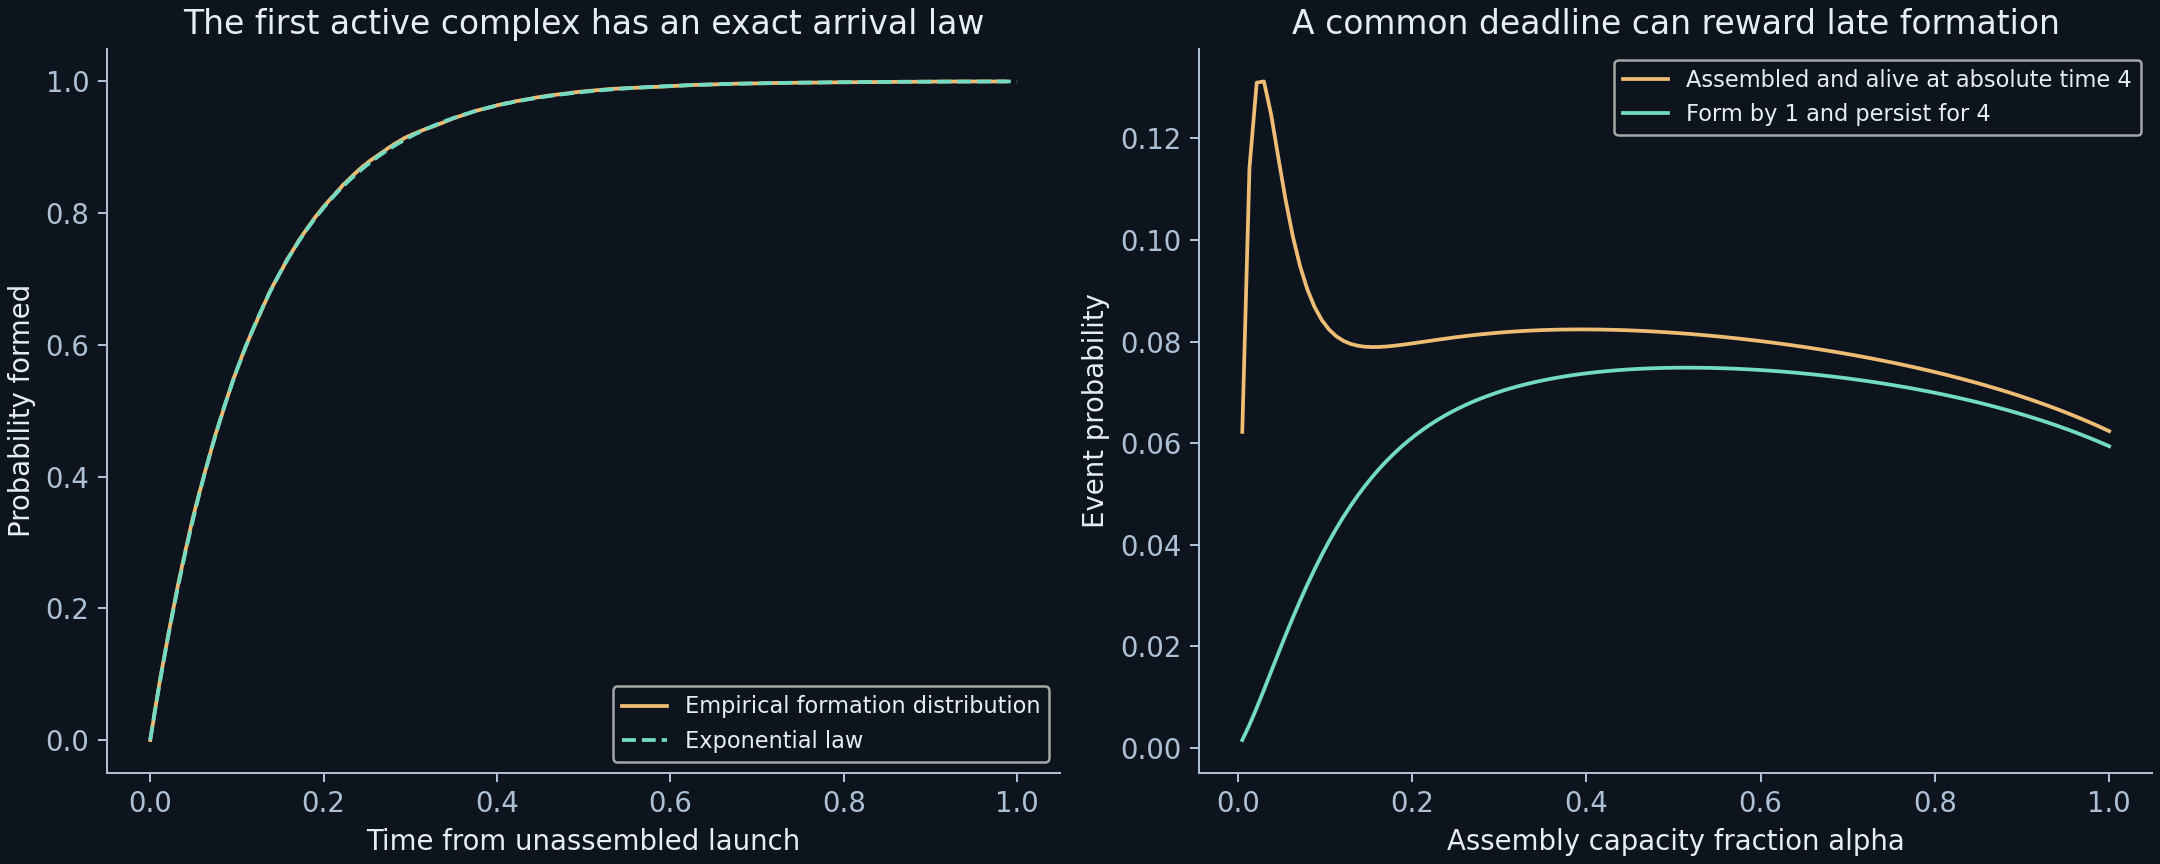 The first active complex has an exact arrival law
Probability formed
1.0
0.8
0.6
0.4
0.2
0.0
Empirical formation distribution
Exponential law
0.0 0.2 0.4 0.6 0.8 1.0
Time from unassembled launch
A common deadline can reward late formation
Event probability
0.12
0.10
0.08
0.06
0.04
0.02
0.00
Assembled and alive at absolute time 4
Form by 1 and persist for 4
0.0 0.2 0.4 0.6 0.8 1.0
Assembly capacity fraction alpha